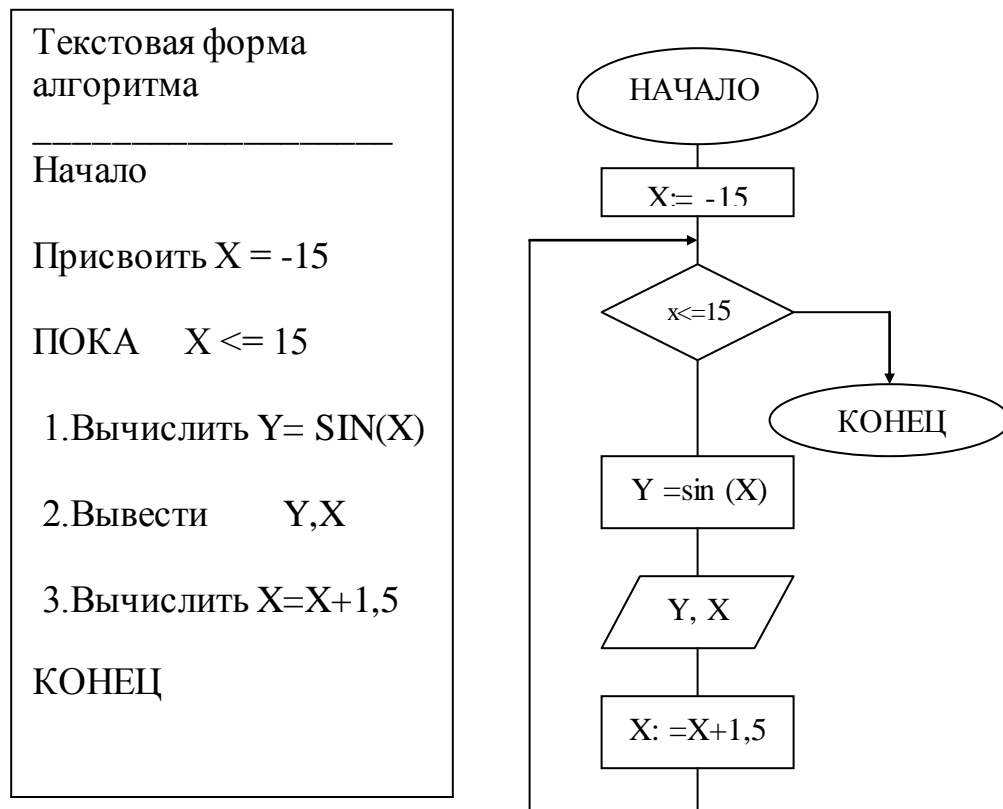 Текстовая форма
алгоритма
___________________
Начало
Присвоить X = -15
ПОКА X <= 15
1.Вычислить Y= SIN(X)
2.Вывести Y,X
3.Вычислить X=X+1,5
КОНЕЦ
НАЧАЛО
X:= -15
x<=15
КОНЕЦ
Y =sin (X)
Y, X
X: =X+1,5